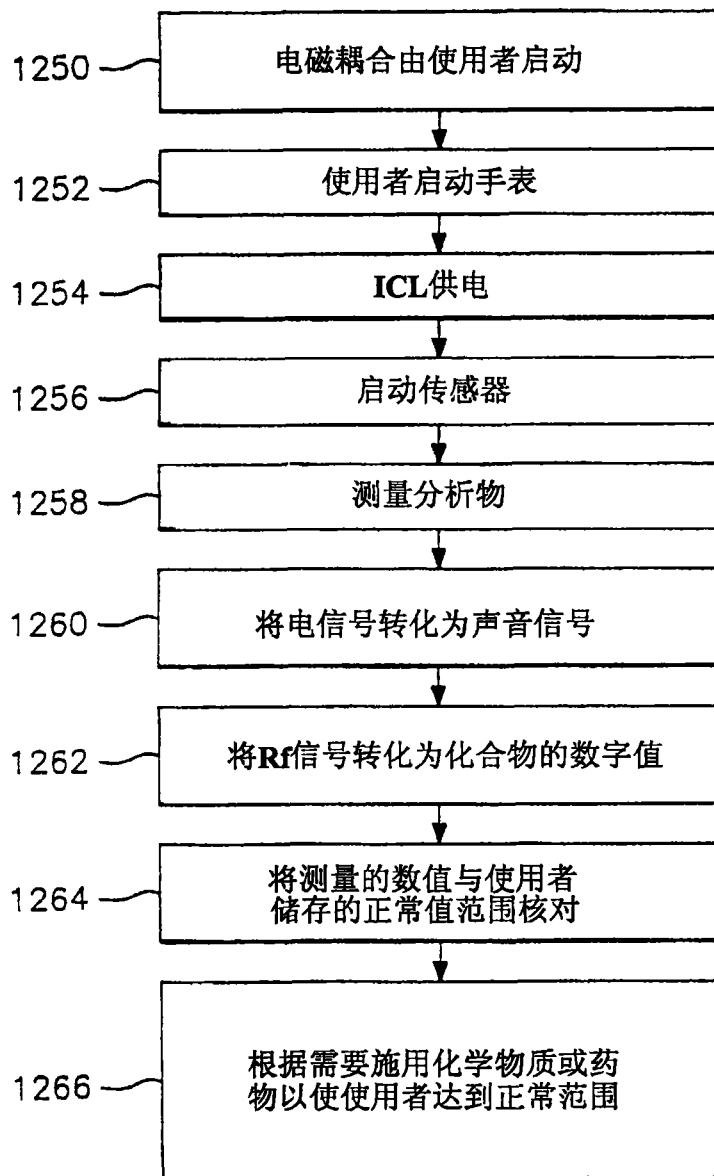 1250
电磁耦合由使用者启动
1252
使用者启动手表
1254
ICL供电
1256
启动传感器
1258
测量分析物
1260
将电信号转化为声音信号
1262
将Rf信号转化为化合物的数字值
1264
将测量的数值与使用者
储存的正常值范围核对
1266
根据需要施用化学物质或药
物以使使用者达到正常范围